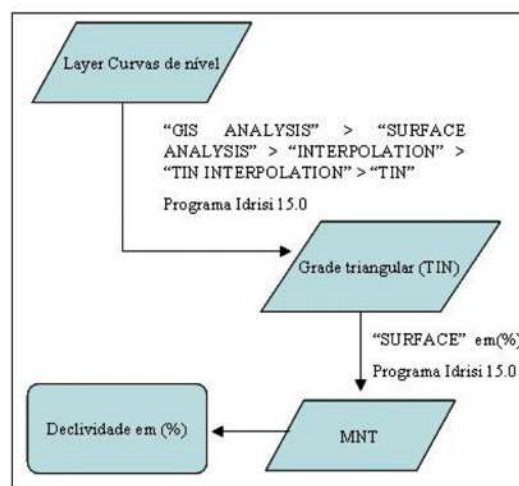 Layer Curvas de nível
“GIS ANALYSIS” > “SURFACE
ANALYSIS” > “INTERPOLATION” >
“TIN INTERPOLATION” > “TIN”
Programa Idrisi 15.0
Grade triangular (TIN)
“SURFACE” em(%)
Programa Idrisi 15.0
Declividade em (%)
MNT